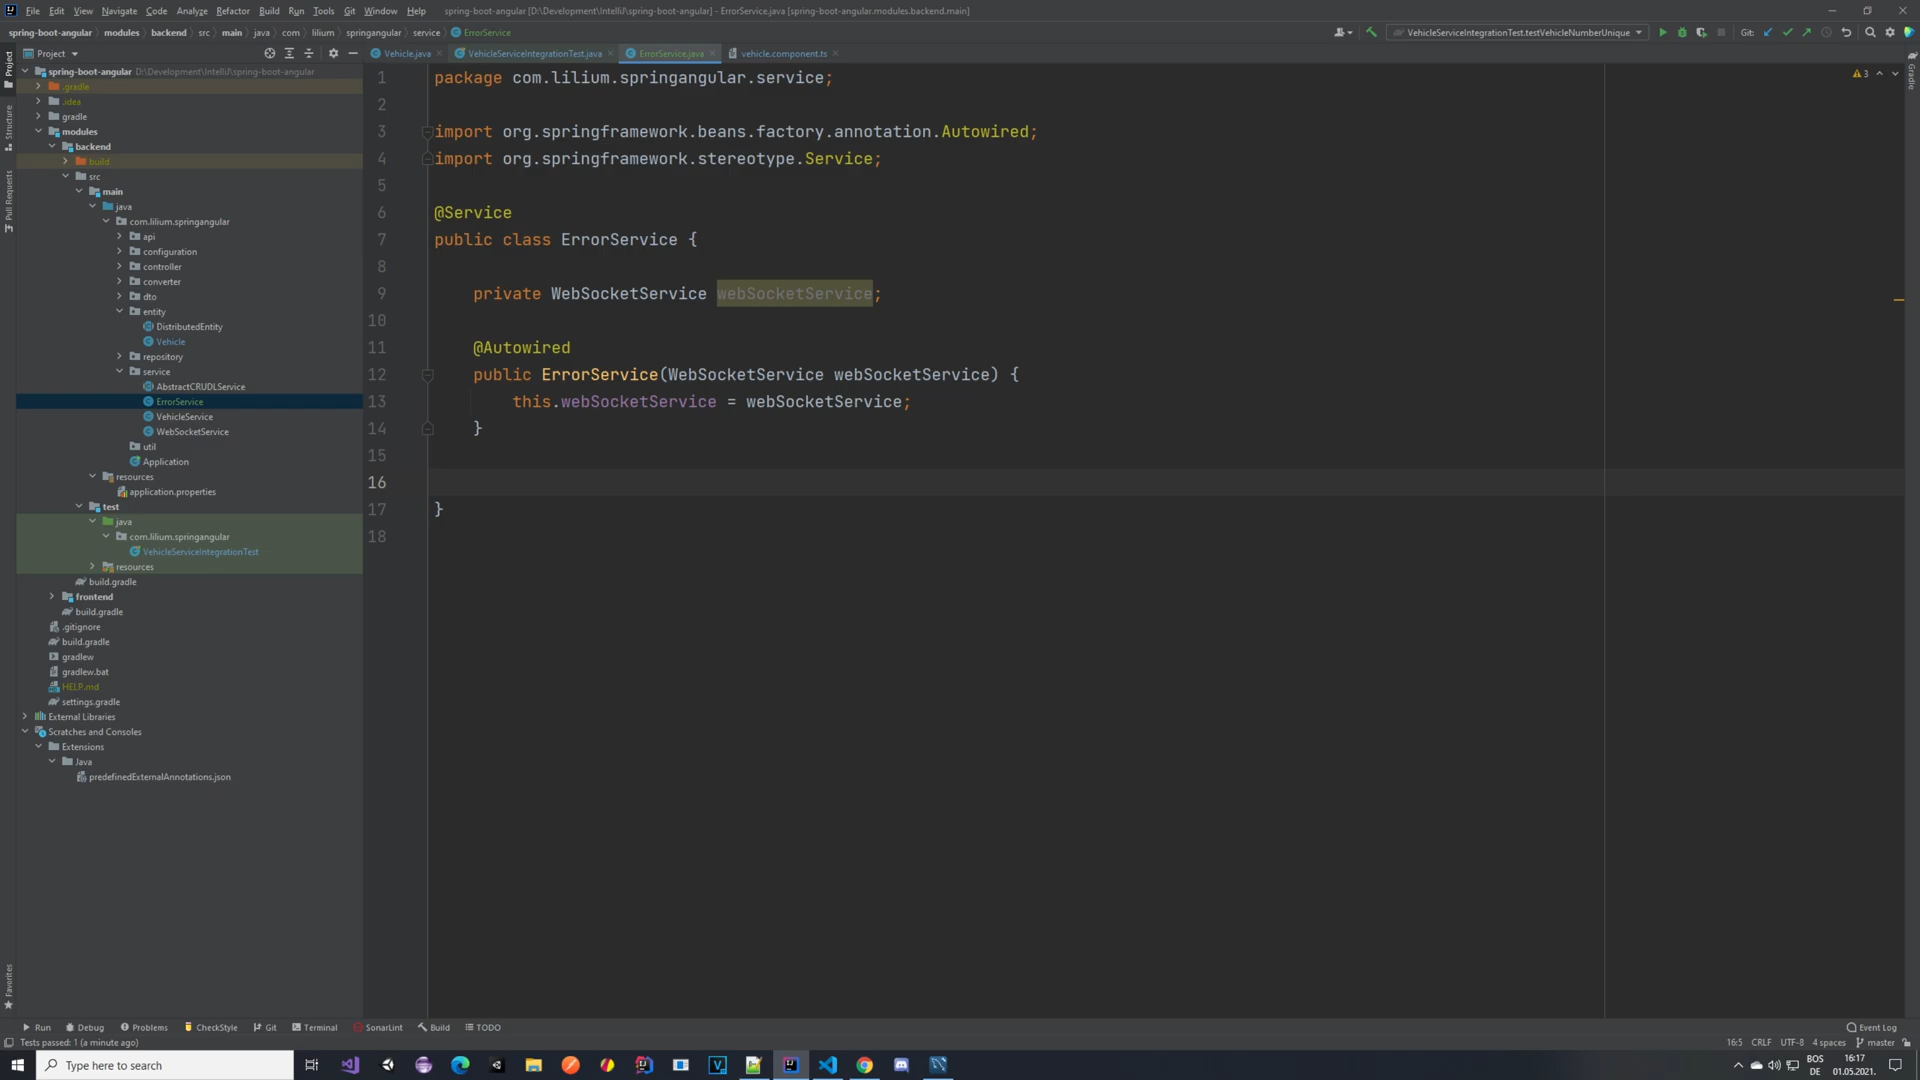 File Edit View Navigate Code Analyze Refactor Build Run Tools Git Window Help spring-boot-angular [D:\Development\IntelliJ\spring-boot-angular] - ErrorService.java [spring-boot-angular.modules.backend.main]
spring-boot-angular modules backend src main java com lilium springangular service ErrorService
VehicleServiceIntegrationTest.testVehicleNumberUnique Git:
Project
Vehicle.java VehicleServiceIntegrationTest.java ErrorService.java vehicle.component.ts
Project
Structure
Pull Requests
Favorites
Gradle
spring-boot-angular D:\Development\IntelliJ\spring-boot-angular
.gradle
.idea
gradle
modules
backend
build
src
main
java
com.lilium.springangular
api
configuration
controller
converter
dto
entity
DistributedEntity
Vehicle
repository
service
AbstractCRUDLService
ErrorService
VehicleService
WebSocketService
util
Application
resources
application.properties
test
java
com.lilium.springangular
VehicleServiceIntegrationTest
resources
build.gradle
frontend
build.gradle
.gitignore
build.gradle
gradlew
gradlew.bat
HELP.md
settings.gradle
External Libraries
Scratches and Consoles
Extensions
Java
predefinedExternalAnnotations.json
3
1 package com.lilium.springangular.service;
2
3 import org.springframework.beans.factory.annotation.Autowired;
4 import org.springframework.stereotype.Service;
5
6 @Service
7 public class ErrorService {
8
9 private WebSocketService webSocketService;
10
11 @Autowired
12 public ErrorService(WebSocketService webSocketService) {
13 this.webSocketService = webSocketService;
14 }
15
16
17 }
18
Run Debug Problems CheckStyle Git Terminal SonarLint Build TODO Event Log
Tests passed: 1 (a minute ago) 16:5 CRLF UTF-8 4 spaces master
Type here to search
BOS 16:17
DE 01.05.2021.